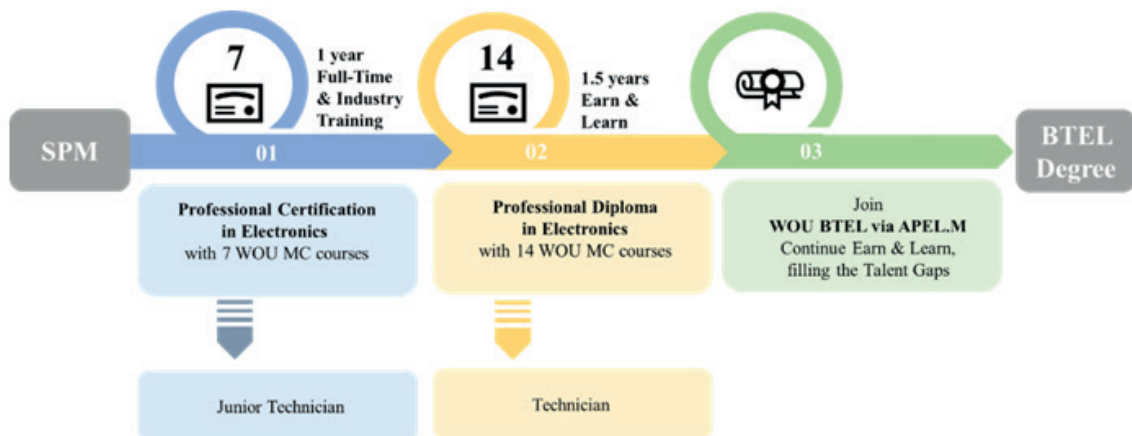 7
1 year
Full-Time
& Industry
Training
14
1.5 years
Earn &
Learn
SPM
01
02
03
BTEL
Degree
Professional Certification
in Electronics
with 7 WOU MC courses
Professional Diploma
in Electronics
with 14 WOU MC courses
Join
WOU BTEL via APEL.M
Continue Earn & Learn,
filling the Talent Gaps
Junior Technician
Technician